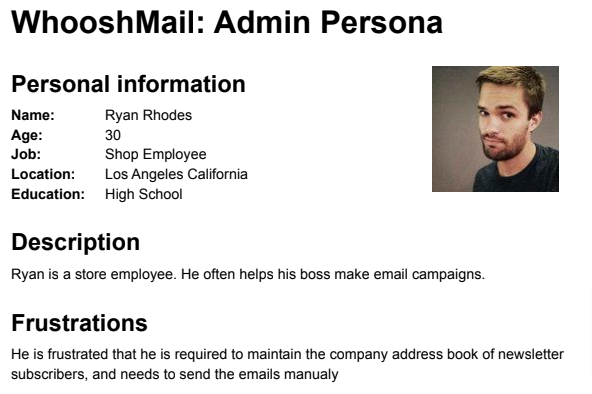 WhooshMail: Admin Persona
Personal information
Name: Ryan Rhodes
Age: 30
Job: Shop Employee
Location: Los Angeles California
Education: High School
Description
Ryan is a store employee. He often helps his boss make email campaigns.
Frustrations
He is frustrated that he is required to maintain the company address book of newsletter
subscribers, and needs to send the emails manualy